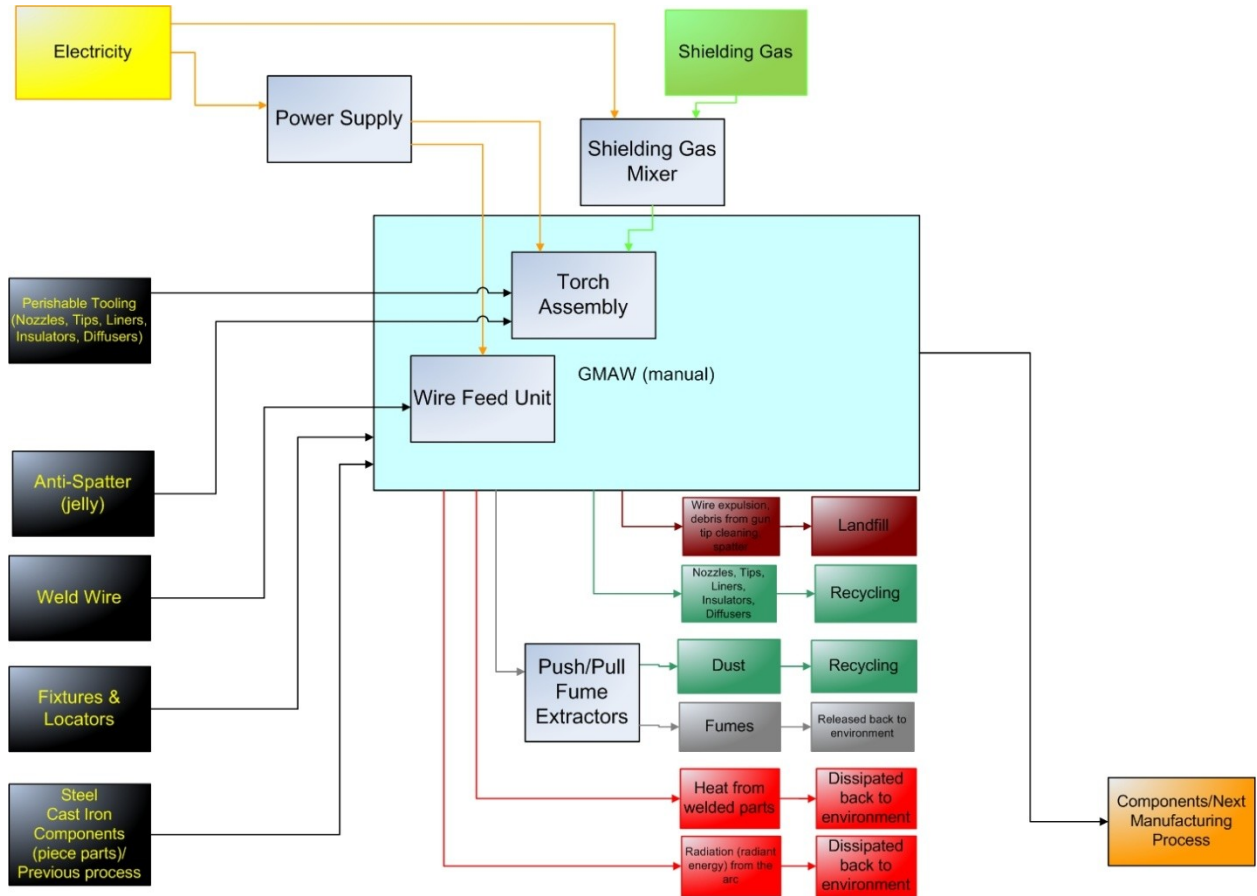 Electricity
Shielding Gas
Power Supply
Shielding Gas
Mixer
Torch
Assembly
Perishable Tooling
(Nozzles, Tips, Liners,
Insulators, Diffusers)
GMAW (manual)
Wire Feed Unit
Anti-Spatter
(jelly)
Weld Wire
Fixtures &
Locators
Steel
Cast Iron
Components
(piece parts)/
Previous process
Wire expulsion,
debris from gun
tip cleaning,
spatter
Landfill
Nozzles, Tips,
Liners,
Insulators,
Diffusers
Recycling
Push/Pull
Fume
Extractors
Dust
Recycling
Fumes
Released back to
environment
Heat from
welded parts
Dissipated
back to
environment
Radiation (radiant
energy) from the
arc
Dissipated
back to
environment
Components/Next
Manufacturing
Process